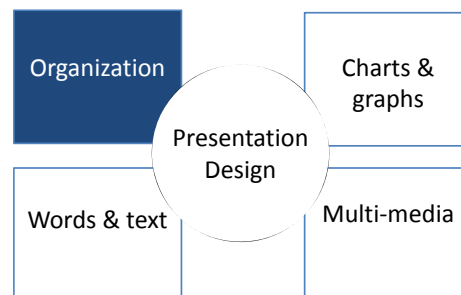 Organization
Charts &
graphs
Presentation
Design
Words & text
Multi-media